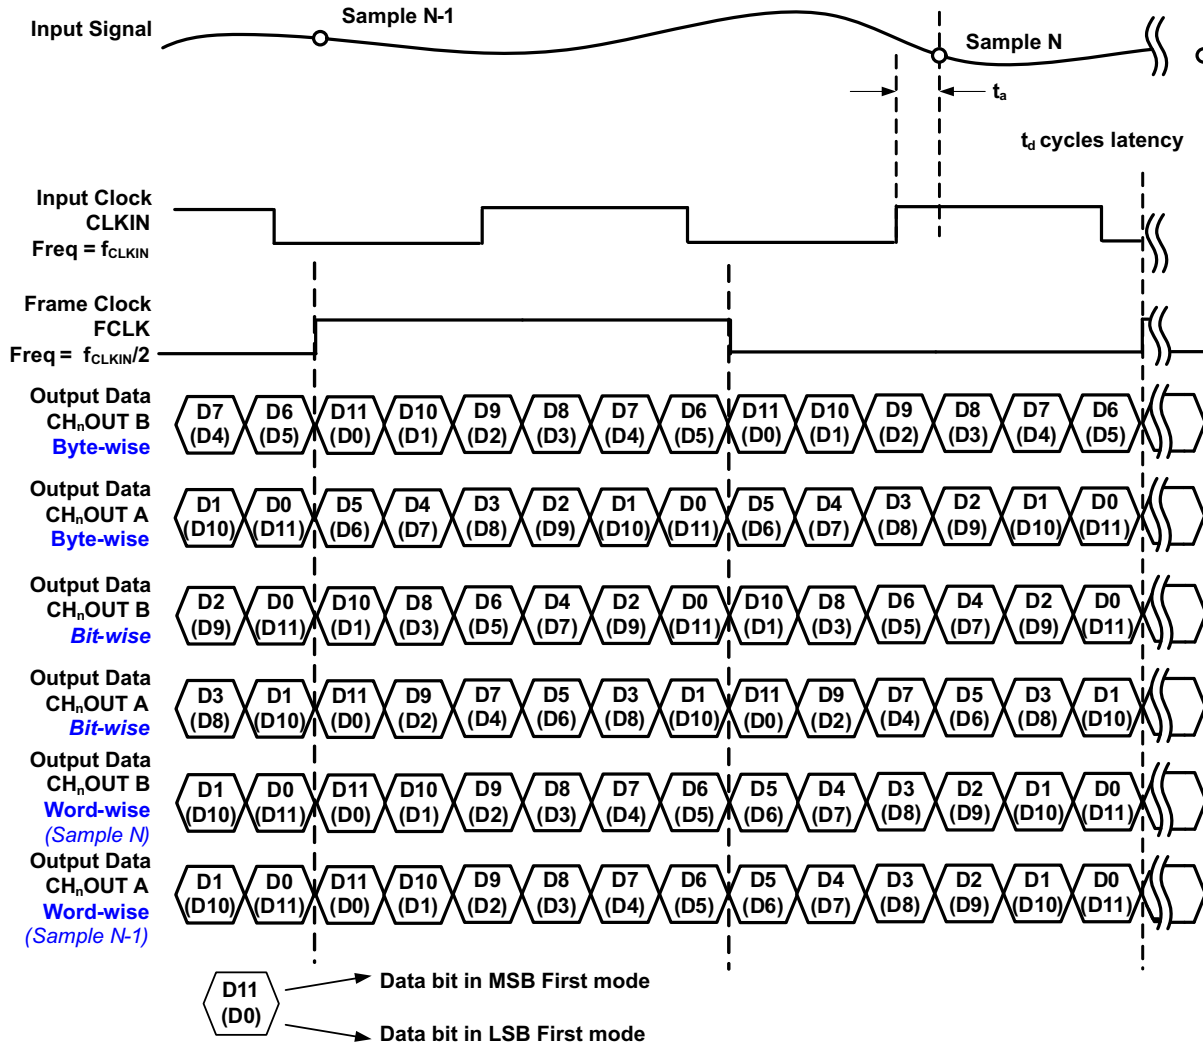 Input Signal
Sample N-1
Sample N
ta
td cycles latency
Input Clock
CLKIN
Freq = fCLKIN
Frame Clock
FCLK
Freq = fCLKIN/2
Output Data
CHnOUT B
Byte-wise
D7 D6 D11 D10 D9 D8 D7 D6 D11 D10 D9 D8 D7 D6
(D4) (D5) (D0) (D1) (D2) (D3) (D4) (D5) (D0) (D1) (D2) (D3) (D4) (D5)
Output Data
CHnOUT A
Byte-wise
D1 D0 D5 D4 D3 D2 D1 D0 D5 D4 D3 D2 D1 D0
(D10) (D11) (D6) (D7) (D8) (D9) (D10) (D11) (D6) (D7) (D8) (D9) (D10) (D11)
Output Data
CHnOUT B
Bit-wise
D2 D0 D10 D8 D6 D4 D2 D0 D10 D8 D6 D4 D2 D0
(D9) (D11) (D1) (D3) (D5) (D7) (D9) (D11) (D1) (D3) (D5) (D7) (D9) (D11)
Output Data
CHnOUT A
Bit-wise
D3 D1 D11 D9 D7 D5 D3 D1 D11 D9 D7 D5 D3 D1
(D8) (D10) (D0) (D2) (D4) (D6) (D8) (D10) (D0) (D2) (D4) (D6) (D8) (D10)
Output Data
CHnOUT B
Word-wise
(Sample N)
D1 D0 D11 D10 D9 D8 D7 D6 D5 D4 D3 D2 D1 D0
(D10) (D11) (D0) (D1) (D2) (D3) (D4) (D5) (D6) (D7) (D8) (D9) (D10) (D11)
Output Data
CHnOUT A
Word-wise
(Sample N-1)
D1 D0 D11 D10 D9 D8 D7 D6 D5 D4 D3 D2 D1 D0
(D10) (D11) (D0) (D1) (D2) (D3) (D4) (D5) (D6) (D7) (D8) (D9) (D10) (D11)
D11
(D0)
Data bit in MSB First mode
Data bit in LSB First mode